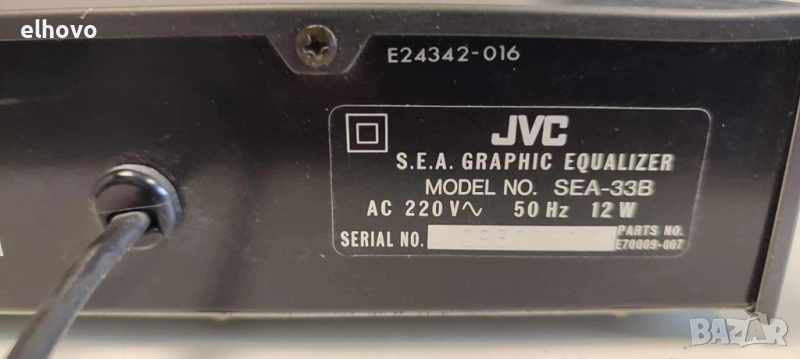 elhovo
E24342-016
JVC
S.E.A. GRAPHIC EQUALIZER
MODEL NO. SEA-33B
AC 220V∿ 50Hz 12W
SERIAL NO.
PARTS NO.
E70009-007
BAZAR